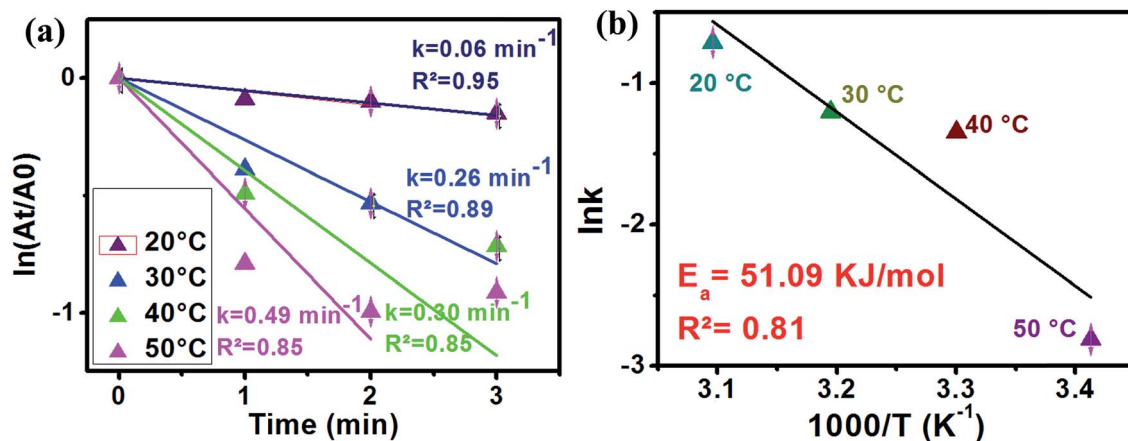 (a)
k=0.06 min⁻¹
R²=0.95
k=0.26 min⁻¹
R²=0.89
20°C
30°C
40°C
50°C
k=0.49 min⁻¹
R²=0.85
k=0.30 min⁻¹
R²=0.85
ln(At/A0)
0
-1
0 1 2 3
Time (min)
(b)
20 °C
30 °C
40 °C
50 °C
Eₐ = 51.09 KJ/mol
R²= 0.81
lnk
-1
-2
-3
3.1 3.2 3.3 3.4
1000/T (K⁻¹)